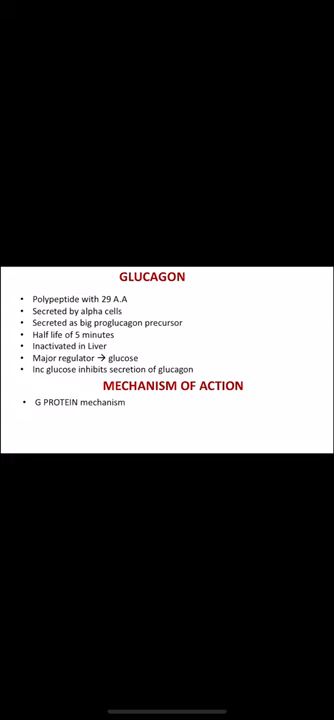 GLUCAGON
• Polypeptide with 29 A.A
• Secreted by alpha cells
• Secreted as big proglucagon precursor
• Half life of 5 minutes
• Inactivated in Liver
• Major regulator → glucose
• Inc glucose inhibits secretion of glucagon
MECHANISM OF ACTION
• G PROTEIN mechanism